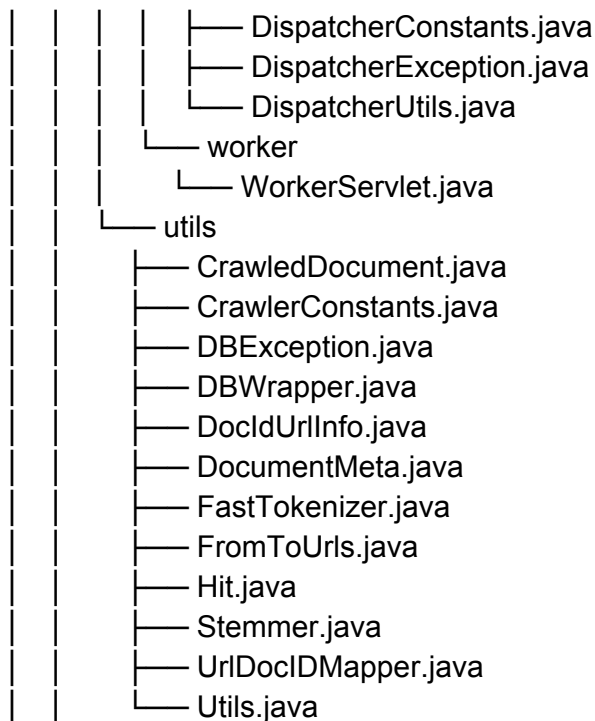 │ │ │ │ ├── DispatcherConstants.java
│ │ │ │ ├── DispatcherException.java
│ │ │ │ └── DispatcherUtils.java
│ │ │ └── worker
│ │ │ └── WorkerServlet.java
│ │ └── utils
│ │ ├── CrawledDocument.java
│ │ ├── CrawlerConstants.java
│ │ ├── DBException.java
│ │ ├── DBWrapper.java
│ │ ├── DocIdUrlInfo.java
│ │ ├── DocumentMeta.java
│ │ ├── FastTokenizer.java
│ │ ├── FromToUrls.java
│ │ ├── Hit.java
│ │ ├── Stemmer.java
│ │ ├── UrlDocIDMapper.java
│ │ └── Utils.java